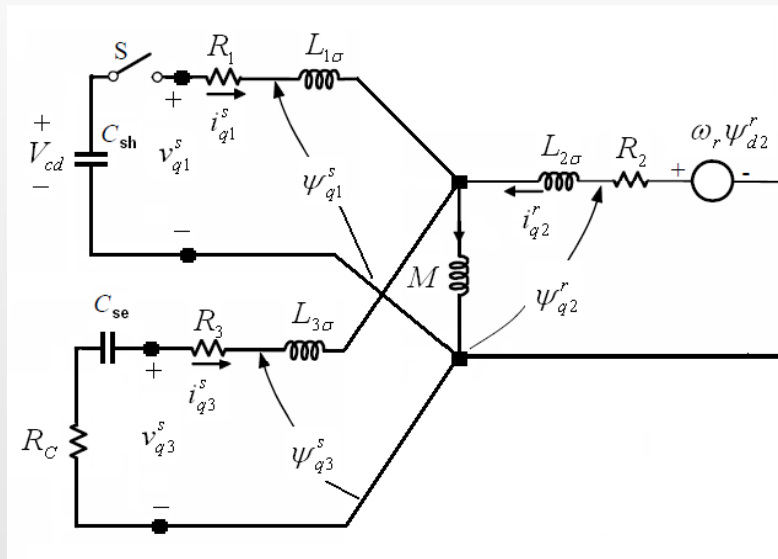 S
R₁
L₁σ
+
V_cd
−
C_sh
+
v^s_q1
−
i^s_q1
ψ^s_q1
L₂σ
R₂
+
-
ω_r ψ^r_d2
i^r_q2
M
ψ^r_q2
C_se
R₃
L₃σ
+
i^s_q3
R_C
v^s_q3
−
ψ^s_q3